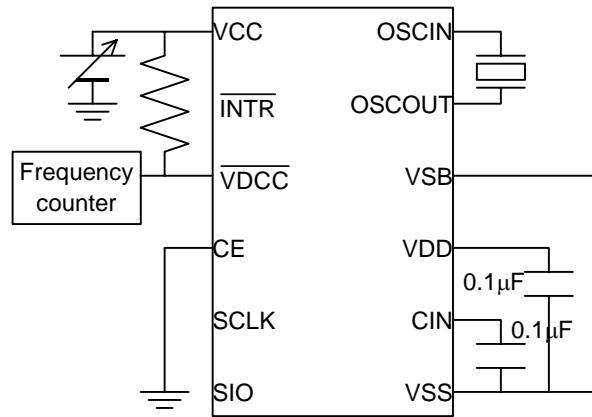 VCC OSCIN
INTR OSCOUT
Frequency
counter
VDCC VSB
CE VDD
0.1μF
SCLK CIN
0.1μF
SIO VSS